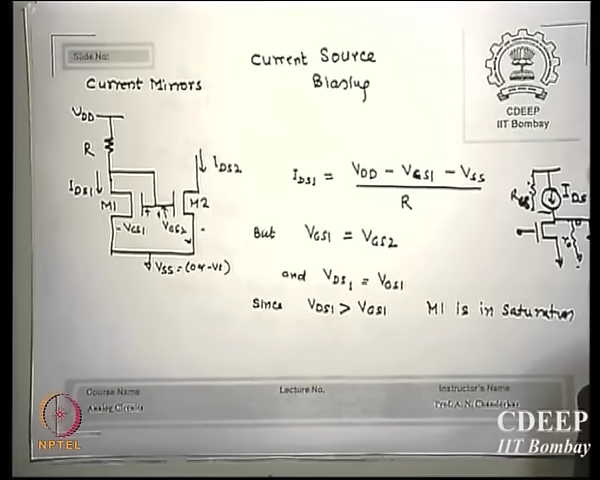 Slide No:
Current Source
Biasing
Current Mirrors
CDEEP
IIT Bombay
VDD
R
IDS1
M1
M2
IDS2
- VGS1
VGS2
VSS = (0 or -VE)
IDS1 = VDD - VGS1 - VSS
R
But VGS1 = VGS2
and VDS1 = VGS1
Since VDS1 > VGS1 M1 is in Saturation
IDS
Course Name
Analog Circuits
Lecture No.
Instructor's Name
Prof. A. N. Chandorkar
NPTEL
CDEEP
IIT Bombay